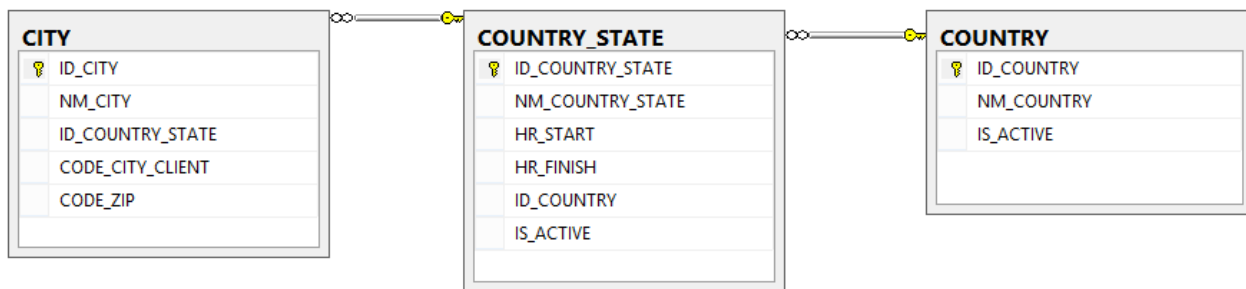 CITY
ID_CITY
NM_CITY
ID_COUNTRY_STATE
CODE_CITY_CLIENT
CODE_ZIP
COUNTRY_STATE
ID_COUNTRY_STATE
NM_COUNTRY_STATE
HR_START
HR_FINISH
ID_COUNTRY
IS_ACTIVE
COUNTRY
ID_COUNTRY
NM_COUNTRY
IS_ACTIVE